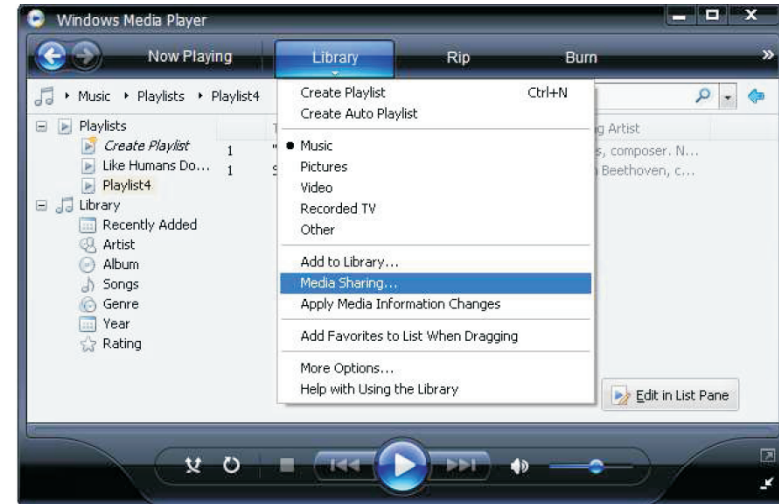 Windows Media Player
Now Playing Library Rip Burn »
Music Playlists Playlist4
Create Playlist Ctrl+N
Create Auto Playlist
Music
Pictures
Video
Recorded TV
Other
Add to Library...
Media Sharing...
Apply Media Information Changes
Add Favorites to List When Dragging
More Options...
Help with Using the Library
Playlists
Create Playlist
Like Humans Do...
Playlist4
Library
Recently Added
Artist
Album
Songs
Genre
Year
Rating
1
1
Artist
, composer. N...
Beethoven, c...
Edit in List Pane